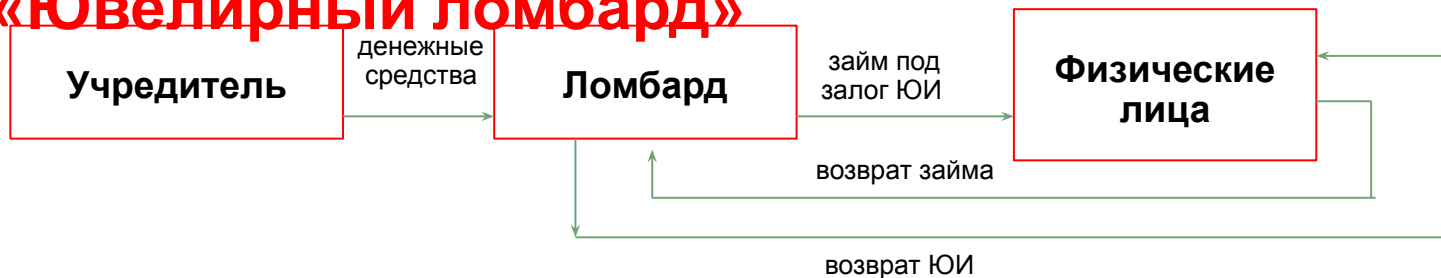 «Ювелирный ломбард»
Учредитель
денежные
средства
Ломбард
займ под
залог ЮИ
Физические
лица
возврат займа
возврат ЮИ